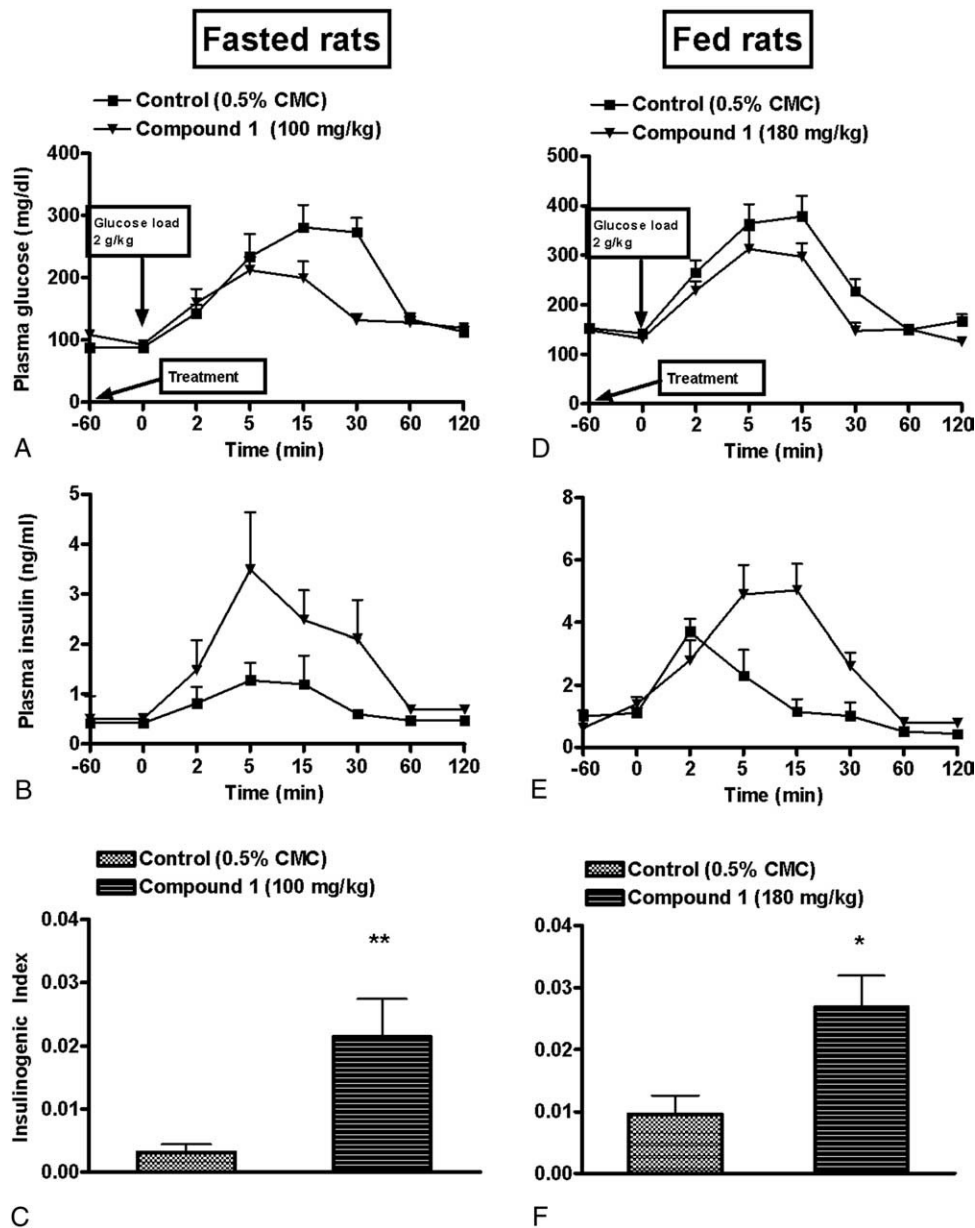 Fasted rats
Control (0.5% CMC)
Compound 1 (100 mg/kg)
Plasma glucose (mg/dl)
400
300
200
100
0
Glucose load
2 g/kg
Treatment
-60 0 2 5 15 30 60 120
Time (min)
A
Fed rats
Control (0.5% CMC)
Compound 1 (180 mg/kg)
500
400
300
200
100
0
Glucose load
2 g/kg
Treatment
-60 0 2 5 15 30 60 120
Time (min)
D
Plasma insulin (ng/ml)
5
4
3
2
1
0
-60 0 2 5 15 30 60 120
Time (min)
B
8
6
4
2
0
-60 0 2 5 15 30 60 120
Time (min)
E
Control (0.5% CMC)
Compound 1 (100 mg/kg)
Insulinogenic Index
0.04
0.03
0.02
0.01
0.00
**
C
Control (0.5% CMC)
Compound 1 (180 mg/kg)
0.04
0.03
0.02
0.01
0.00
*
F